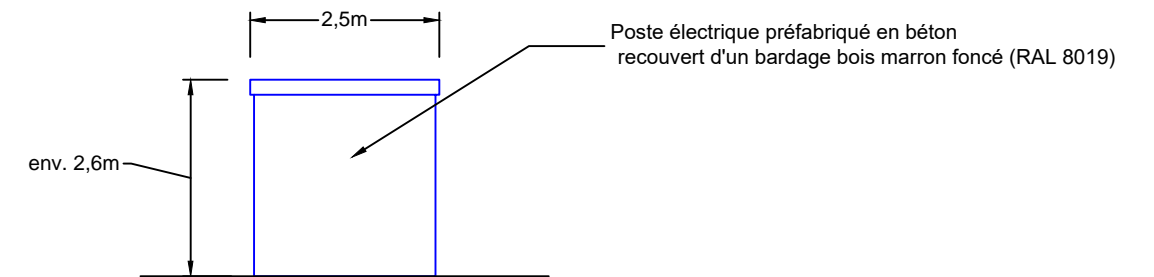 2,5m
Poste électrique préfabriqué en béton
recouvert d'un bardage bois marron foncé (RAL 8019)
env. 2,6m